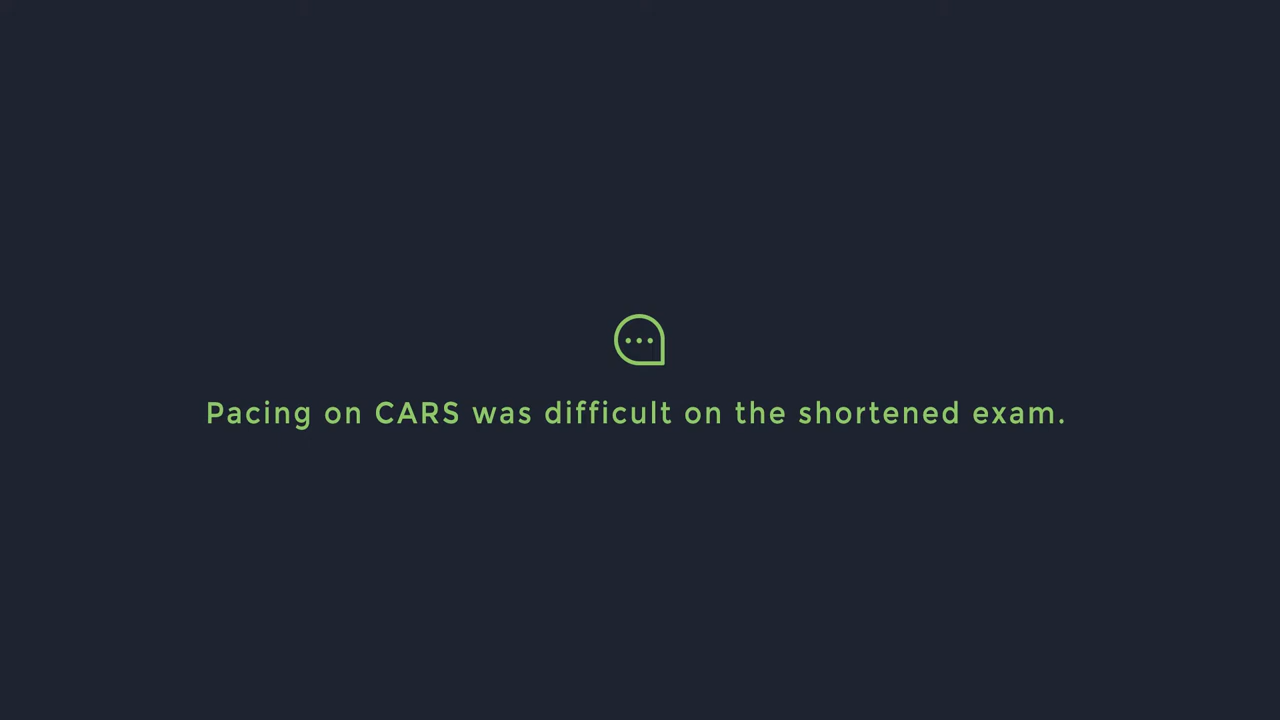 Pacing on CARS was difficult on the shortened exam.